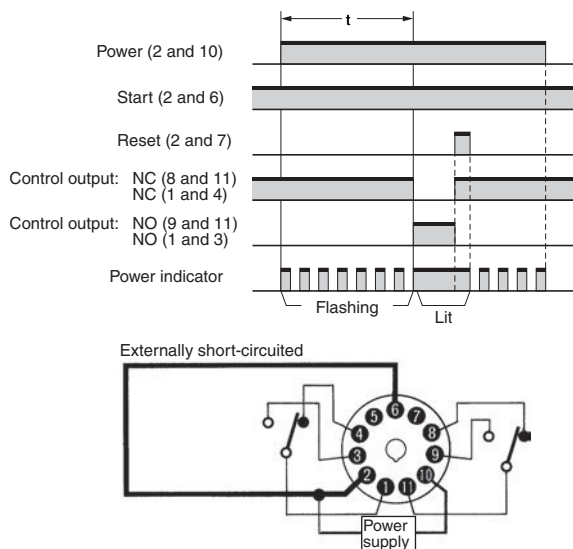 t
Power (2 and 10)
Start (2 and 6)
Reset (2 and 7)
Control output: NC (8 and 11)
NC (1 and 4)
Control output: NO (9 and 11)
NO (1 and 3)
Power indicator
Flashing
Lit
Externally short-circuited
6
5
7
4
8
3
9
2
10
1
11
Power
supply